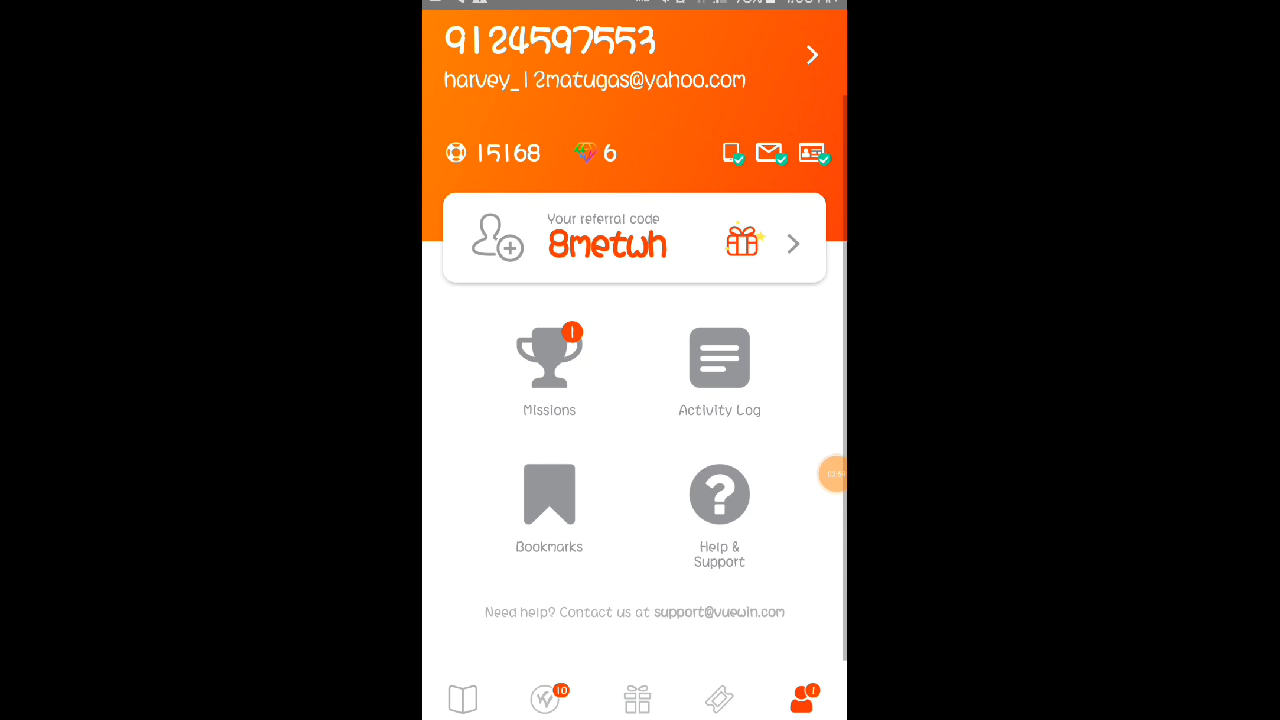 9124597553
harvey_12matugas@yahoo.com
15168 6
Your referral code
8metwh
1
Missions
Activity Log
Bookmarks
Help &
Support
Need help? Contact us at support@vuewin.com
10
1